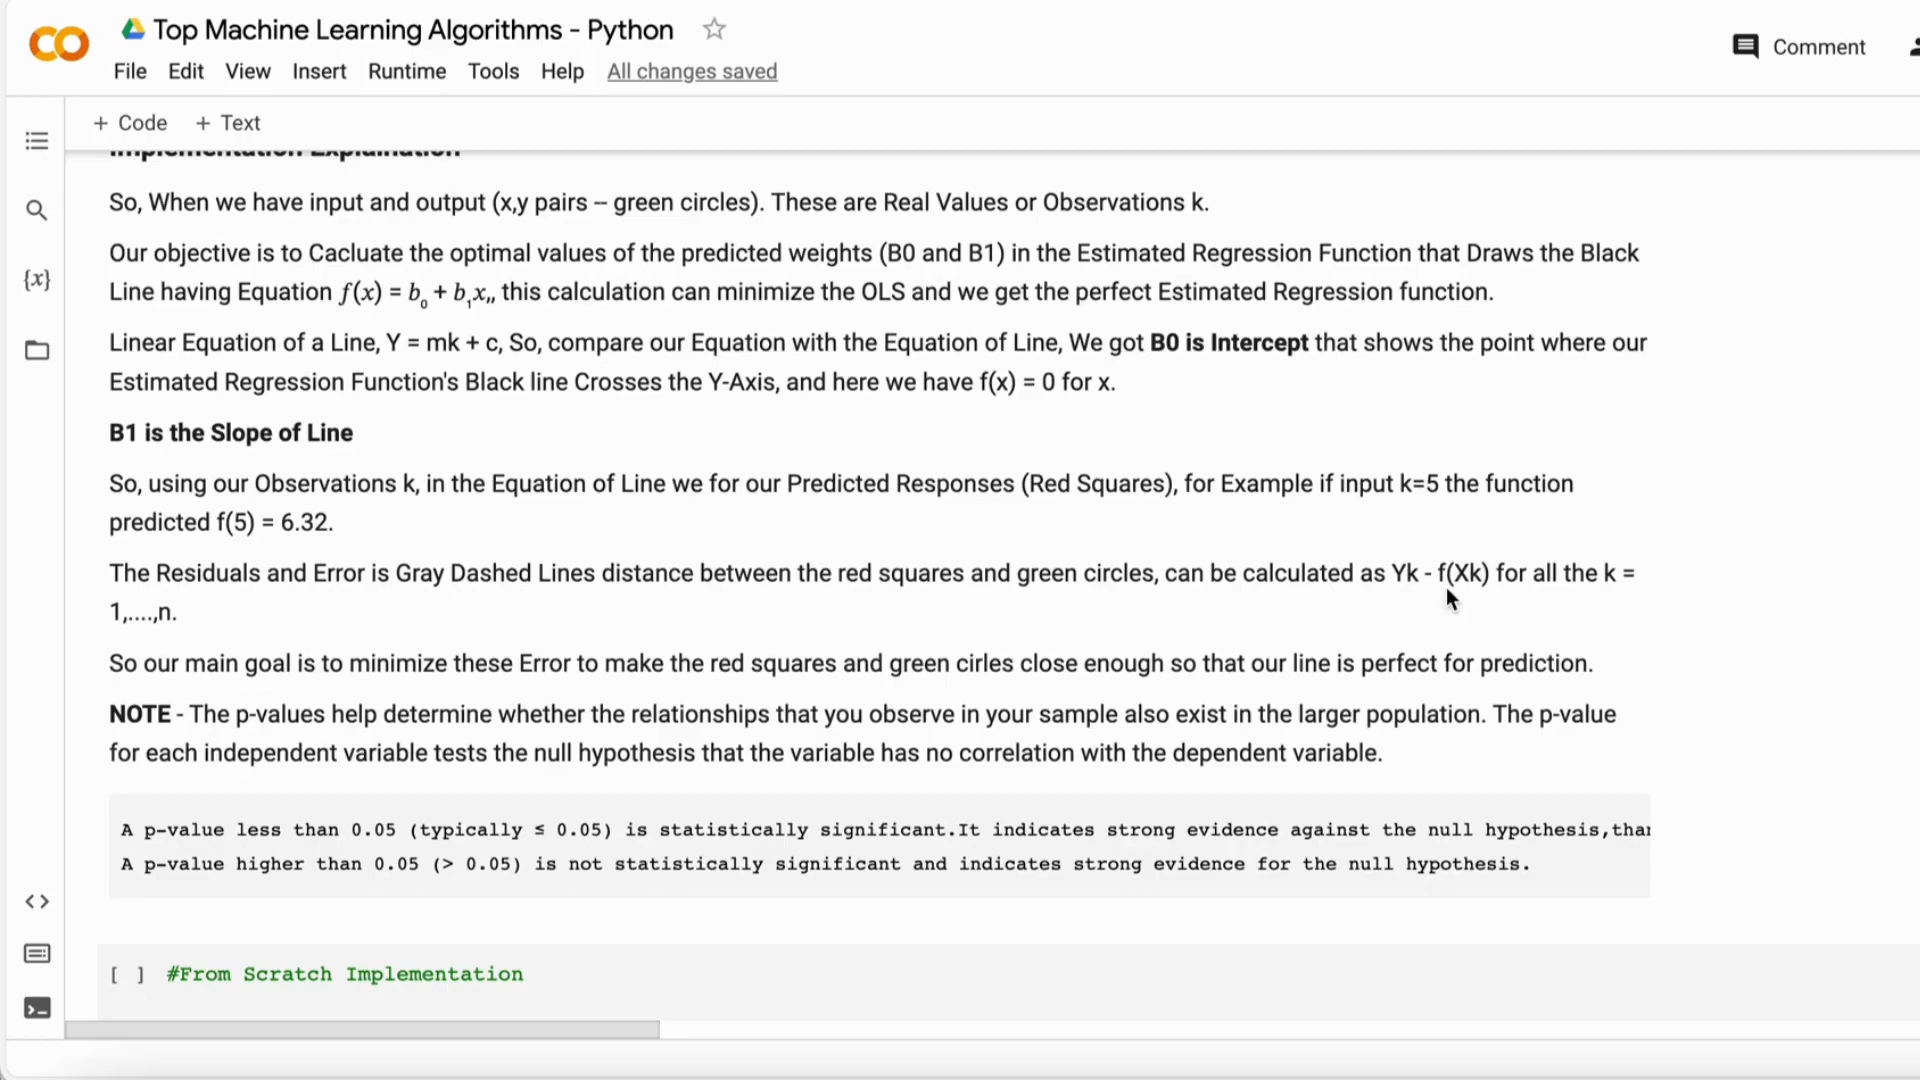 Top Machine Learning Algorithms - Python
Comment
File Edit View Insert Runtime Tools Help All changes saved
+ Code + Text
Implementation Explaination
So, When we have input and output (x,y pairs – green circles). These are Real Values or Observations k.
Our objective is to Cacluate the optimal values of the predicted weights (B0 and B1) in the Estimated Regression Function that Draws the Black
Line having Equation f(x) = b₀ + b₁x,, this calculation can minimize the OLS and we get the perfect Estimated Regression function.
Linear Equation of a Line, Y = mk + c, So, compare our Equation with the Equation of Line, We got B0 is Intercept that shows the point where our
Estimated Regression Function's Black line Crosses the Y-Axis, and here we have f(x) = 0 for x.
B1 is the Slope of Line
So, using our Observations k, in the Equation of Line we for our Predicted Responses (Red Squares), for Example if input k=5 the function
predicted f(5) = 6.32.
The Residuals and Error is Gray Dashed Lines distance between the red squares and green circles, can be calculated as Yk - f(Xk) for all the k =
1,....,n.
So our main goal is to minimize these Error to make the red squares and green cirles close enough so that our line is perfect for prediction.
NOTE - The p-values help determine whether the relationships that you observe in your sample also exist in the larger population. The p-value
for each independent variable tests the null hypothesis that the variable has no correlation with the dependent variable.
A p-value less than 0.05 (typically ≤ 0.05) is statistically significant.It indicates strong evidence against the null hypothesis,
A p-value higher than 0.05 (> 0.05) is not statistically significant and indicates strong evidence for the null hypothesis.
[ ] #From Scratch Implementation